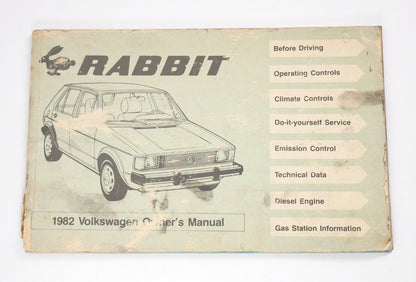 RABBIT
1982 Volkswagen Owner's Manual
Before Driving
Operating Controls
Climate Controls
Do-it-yourself Service
Emission Control
Technical Data
Diesel Engine
Gas Station Information